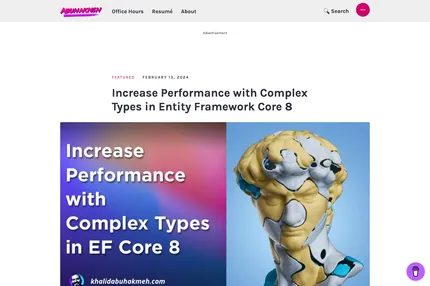 ABUHAKMEH
Office Hours Resumé About
Search
Advertisement
FEATURED FEBRUARY 13, 2024
Increase Performance with Complex
Types in Entity Framework Core 8
Increase
Performance
with
Complex Types
in EF Core 8
khalidabuhakmeh.com